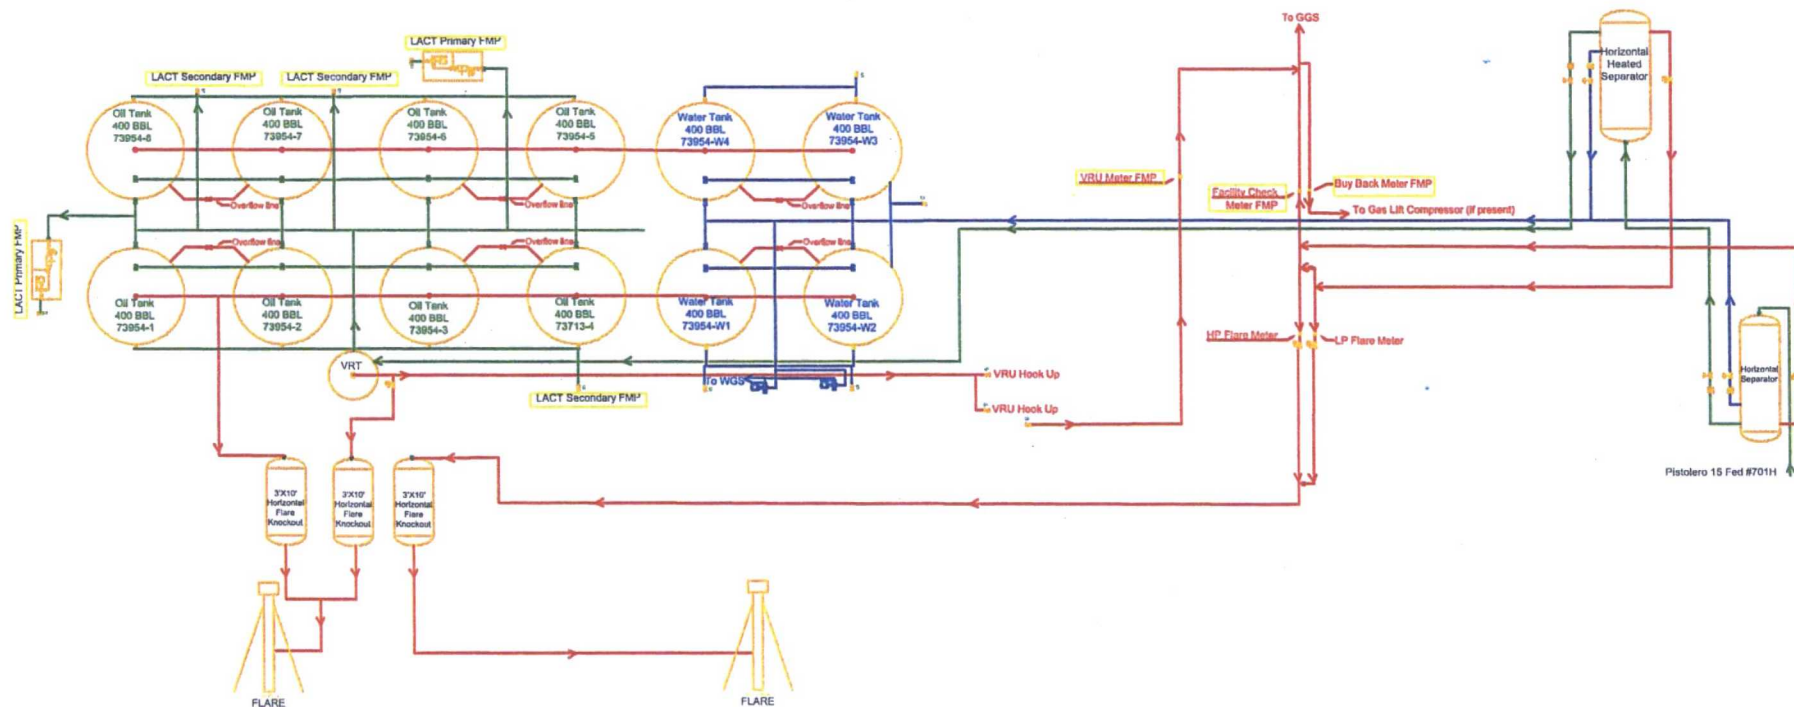 To GGS
LACT Primary FMP
LACT Secondary FMP
LACT Secondary FMP
Horizontal
Heated
Separator
Oil Tank
400 BBL
73954-8
Oil Tank
400 BBL
73954-7
Oil Tank
400 BBL
73954-6
Oil Tank
400 BBL
73954-5
Water Tank
400 BBL
73954-W4
Water Tank
400 BBL
73954-W3
VRU Meter FMP
Facility Check
Meter FMP
Buy Back Meter FMP
To Gas Lift Compressor (if present)
Overflow line
Overflow line
Overflow line
LACT Primary FMP
Overflow line
Overflow line
Overflow line
Oil Tank
400 BBL
73954-1
Oil Tank
400 BBL
73954-2
Oil Tank
400 BBL
73954-3
Oil Tank
400 BBL
73713-4
Water Tank
400 BBL
73954-W1
Water Tank
400 BBL
73954-W2
HP Flare Meter
LP Flare Meter
VRT
To WGS
VRU Hook Up
VRU Hook Up
LACT Secondary FMP
Horizontal
Separator
Pistolero 15 Fed #701H
3'X10'
Horizontal
Flare
Knockout
3'X10'
Horizontal
Flare
Knockout
3'X10'
Horizontal
Flare
Knockout
FLARE
FLARE